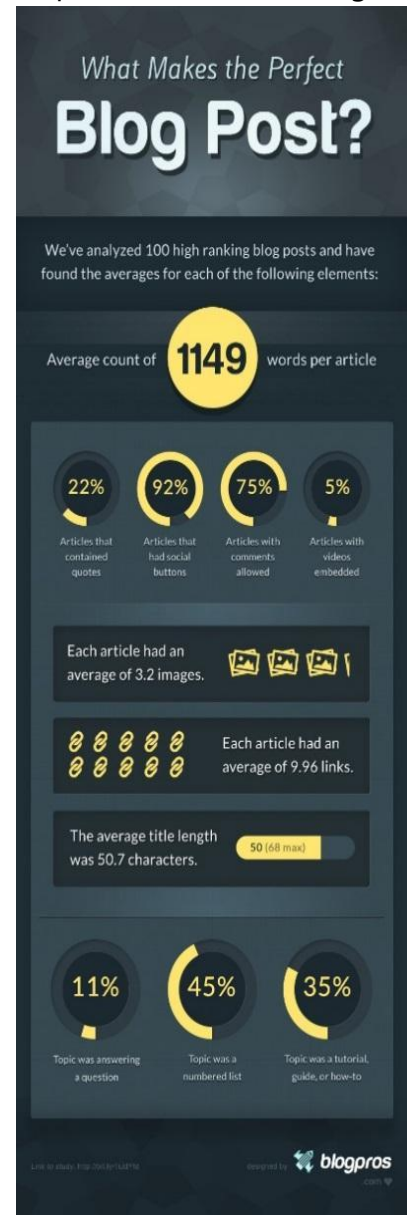 What Makes the Perfect
Blog Post?
We've analyzed 100 high ranking blog posts and have
found the averages for each of the following elements:
Average count of 1149 words per article
22% 92% 75% 5%
Articles that contained quotes
Articles that had social buttons
Articles with comments allowed
Articles with videos embedded
Each article had an
average of 3.2 images.
Each article had an
average of 9.96 links.
The average title length
was 50.7 characters.
50 (68 max)
11% 45% 35%
Topic was answering a question
Topic was a numbered list
Topic was a tutorial, guide, or how-to
Link to study:
designed by blogpros
.com